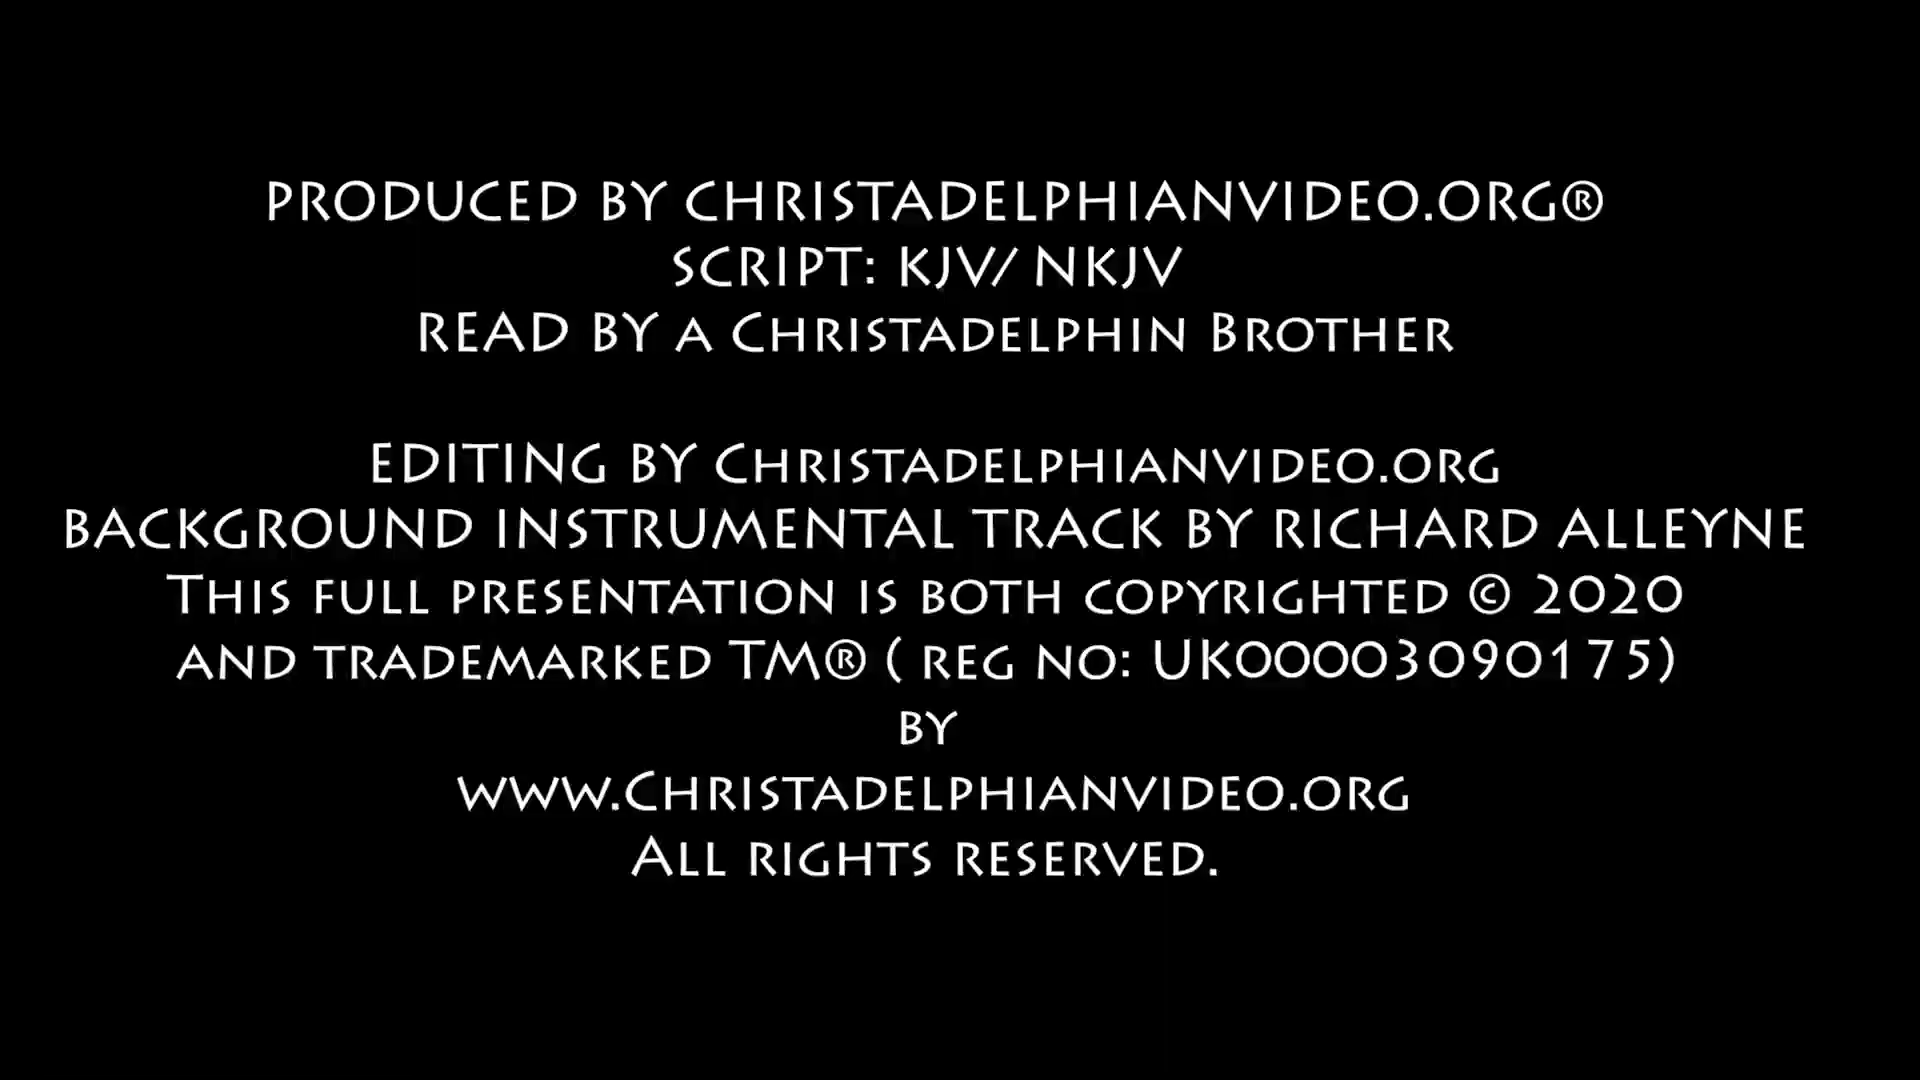 PRODUCED BY CHRISTADELPHIANVIDEO.ORG®
SCRIPT: KJV/ NKJV
READ BY A CHRISTADELPHIN BROTHER
EDITING BY CHRISTADELPHIANVIDEO.ORG
BACKGROUND INSTRUMENTAL TRACK BY RICHARD ALLEYNE
THIS FULL PRESENTATION IS BOTH COPYRIGHTED © 2020
AND TRADEMARKED TM® ( REG NO: UK00003090175)
BY
WWW.CHRISTADELPHIANVIDEO.ORG
ALL RIGHTS RESERVED.